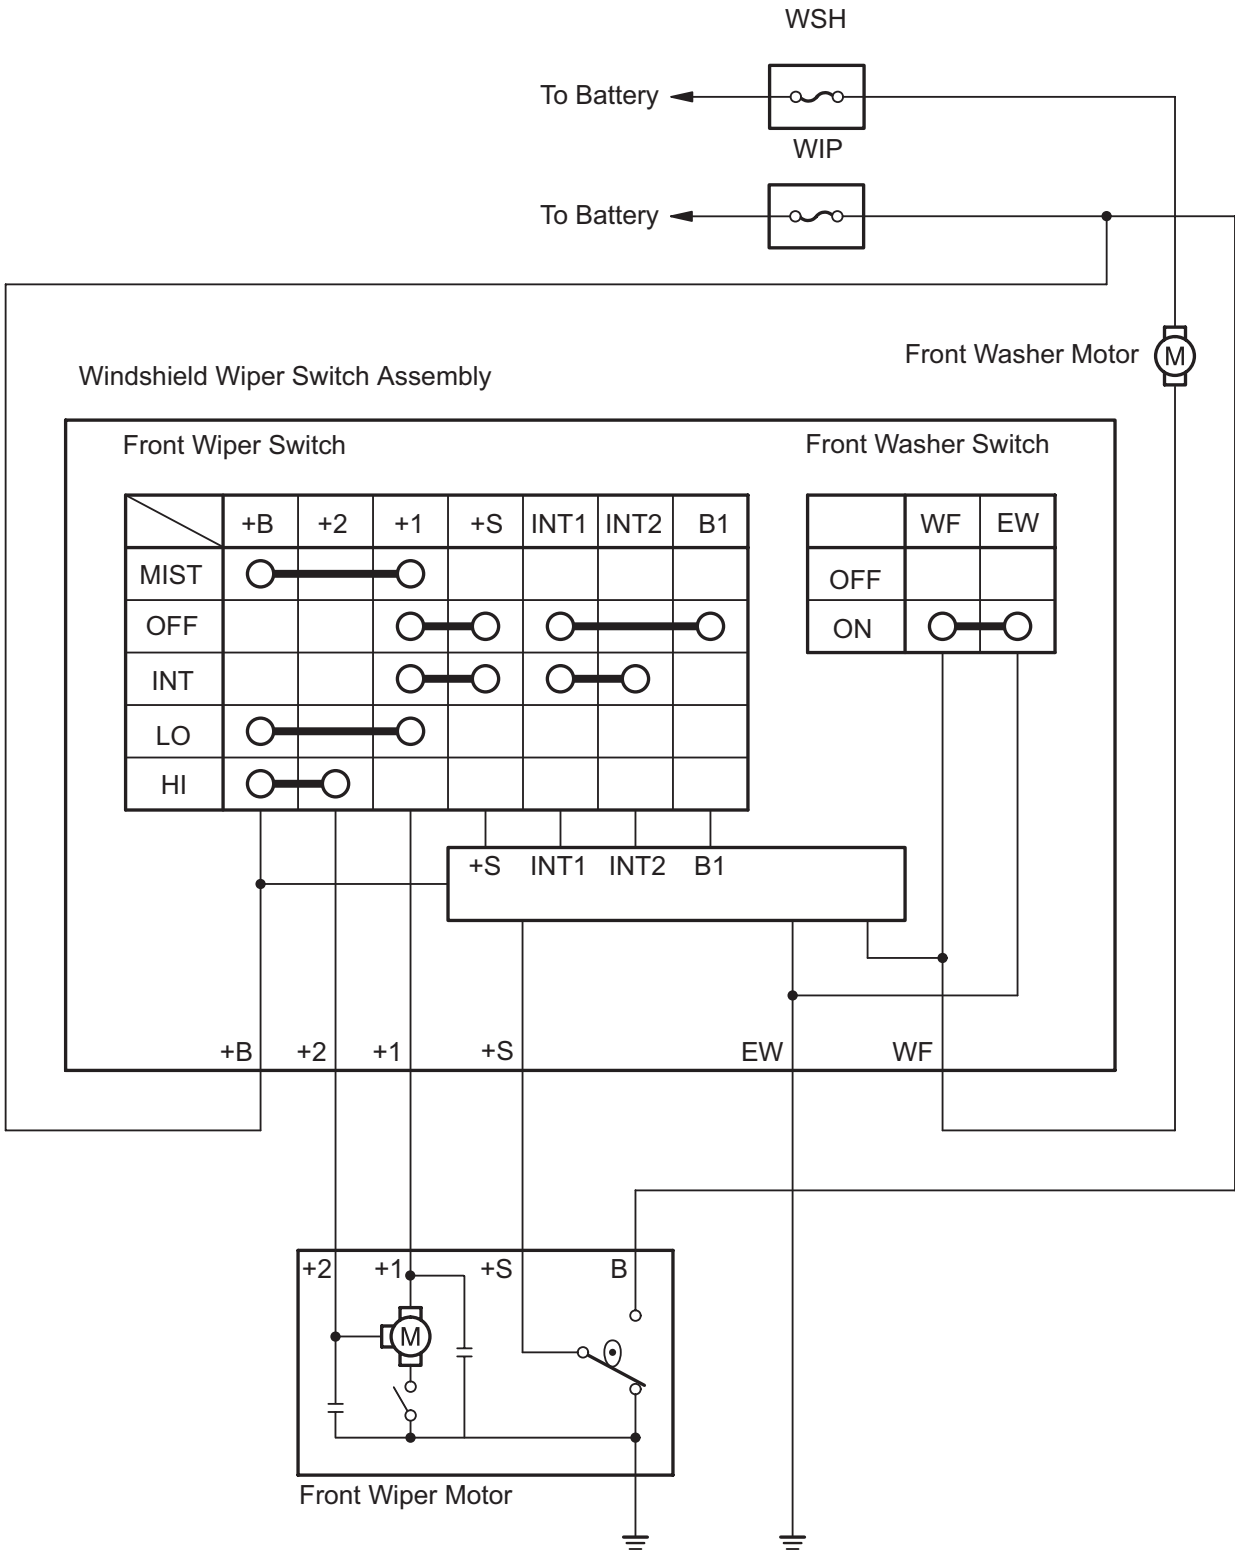 WSH
To Battery
WIP
To Battery
Front Washer Motor
M
Windshield Wiper Switch Assembly
Front Wiper Switch
Front Washer Switch
+B +2 +1 +S INT1 INT2 B1
MIST
OFF
INT
LO
HI
WF EW
OFF
ON
+S INT1 INT2 B1
+B +2 +1 +S EW WF
+2 +1 +S B
M
Front Wiper Motor